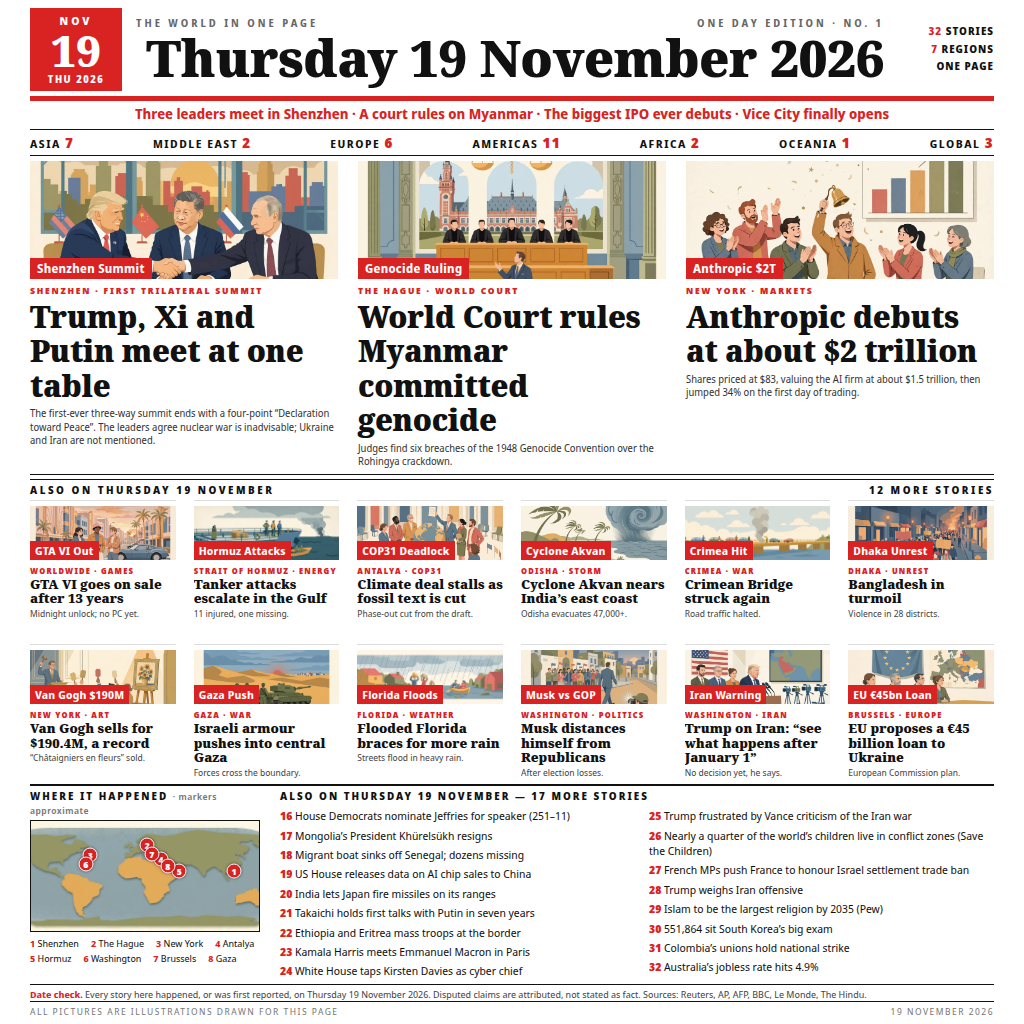 NOV
19
THU 2026
THE WORLD IN ONE PAGE
ONE DAY EDITION · NO. 1
Thursday 19 November 2026
32 STORIES
7 REGIONS
ONE PAGE
Three leaders meet in Shenzhen · A court rules on Myanmar · The biggest IPO ever debuts · Vice City finally opens
ASIA 7
MIDDLE EAST 2
EUROPE 6
AMERICAS 11
AFRICA 2
OCEANIA 1
GLOBAL 3
Shenzhen Summit
SHENZHEN · FIRST TRILATERAL SUMMIT
Trump, Xi and
Putin meet at one
table
The first-ever three-way summit ends with a four-point “Declaration
toward Peace”. The leaders agree nuclear war is inadvisable; Ukraine
and Iran are not mentioned.
Genocide Ruling
THE HAGUE · WORLD COURT
World Court rules
Myanmar
committed
genocide
Judges find six breaches of the 1948 Genocide Convention over the
Rohingya crackdown.
Anthropic $2T
NEW YORK · MARKETS
Anthropic debuts
at about $2 trillion
Shares priced at $83, valuing the AI firm at about $1.5 trillion, then
jumped 34% on the first day of trading.
ALSO ON THURSDAY 19 NOVEMBER
12 MORE STORIES
GTA VI Out
WORLDWIDE · GAMES
GTA VI goes on sale
after 13 years
Midnight unlock; no PC yet.
Hormuz Attacks
STRAIT OF HORMUZ · ENERGY
Tanker attacks
escalate in the Gulf
11 injured, one missing.
COP31 Deadlock
ANTALYA · COP31
Climate deal stalls as
fossil text is cut
Phase-out cut from the draft.
Cyclone Akvan
ODISHA · STORM
Cyclone Akvan nears
India’s east coast
Odisha evacuates 47,000+.
Crimea Hit
CRIMEA · WAR
Crimean Bridge
struck again
Road traffic halted.
Dhaka Unrest
DHAKA · UNREST
Bangladesh in
turmoil
Violence in 28 districts.
Van Gogh $190M
NEW YORK · ART
Van Gogh sells for
$190.4M, a record
“Châtaigniers en fleurs” sold.
Gaza Push
GAZA · WAR
Israeli armour
pushes into central
Gaza
Forces cross the boundary.
Florida Floods
FLORIDA · WEATHER
Flooded Florida
braces for more rain
Streets flood in heavy rain.
Musk vs GOP
WASHINGTON · POLITICS
Musk distances
himself from
Republicans
After election losses.
Iran Warning
WASHINGTON · IRAN
Trump on Iran: “see
what happens after
January 1”
No decision yet, he says.
EU €45bn Loan
BRUSSELS · EUROPE
EU proposes a €45
billion loan to
Ukraine
European Commission plan.
WHERE IT HAPPENED · markers
approximate
3
6
2
7
4
8
5
1
1 Shenzhen 2 The Hague 3 New York 4 Antalya
5 Hormuz 6 Washington 7 Brussels 8 Gaza
ALSO ON THURSDAY 19 NOVEMBER — 17 MORE STORIES
16 House Democrats nominate Jeffries for speaker (251–11)
17 Mongolia’s President Khürelsükh resigns
18 Migrant boat sinks off Senegal; dozens missing
19 US House releases data on AI chip sales to China
20 India lets Japan fire missiles on its ranges
21 Takaichi holds first talks with Putin in seven years
22 Ethiopia and Eritrea mass troops at the border
23 Kamala Harris meets Emmanuel Macron in Paris
24 White House taps Kirsten Davies as cyber chief
25 Trump frustrated by Vance criticism of the Iran war
26 Nearly a quarter of the world’s children live in conflict zones (Save
the Children)
27 French MPs push France to honour Israel settlement trade ban
28 Trump weighs Iran offensive
29 Islam to be the largest religion by 2035 (Pew)
30 551,864 sit South Korea’s big exam
31 Colombia’s unions hold national strike
32 Australia’s jobless rate hits 4.9%
Date check. Every story here happened, or was first reported, on Thursday 19 November 2026. Disputed claims are attributed, not stated as fact. Sources: Reuters, AP, AFP, BBC, Le Monde, The Hindu.
ALL PICTURES ARE ILLUSTRATIONS DRAWN FOR THIS PAGE
19 NOVEMBER 2026